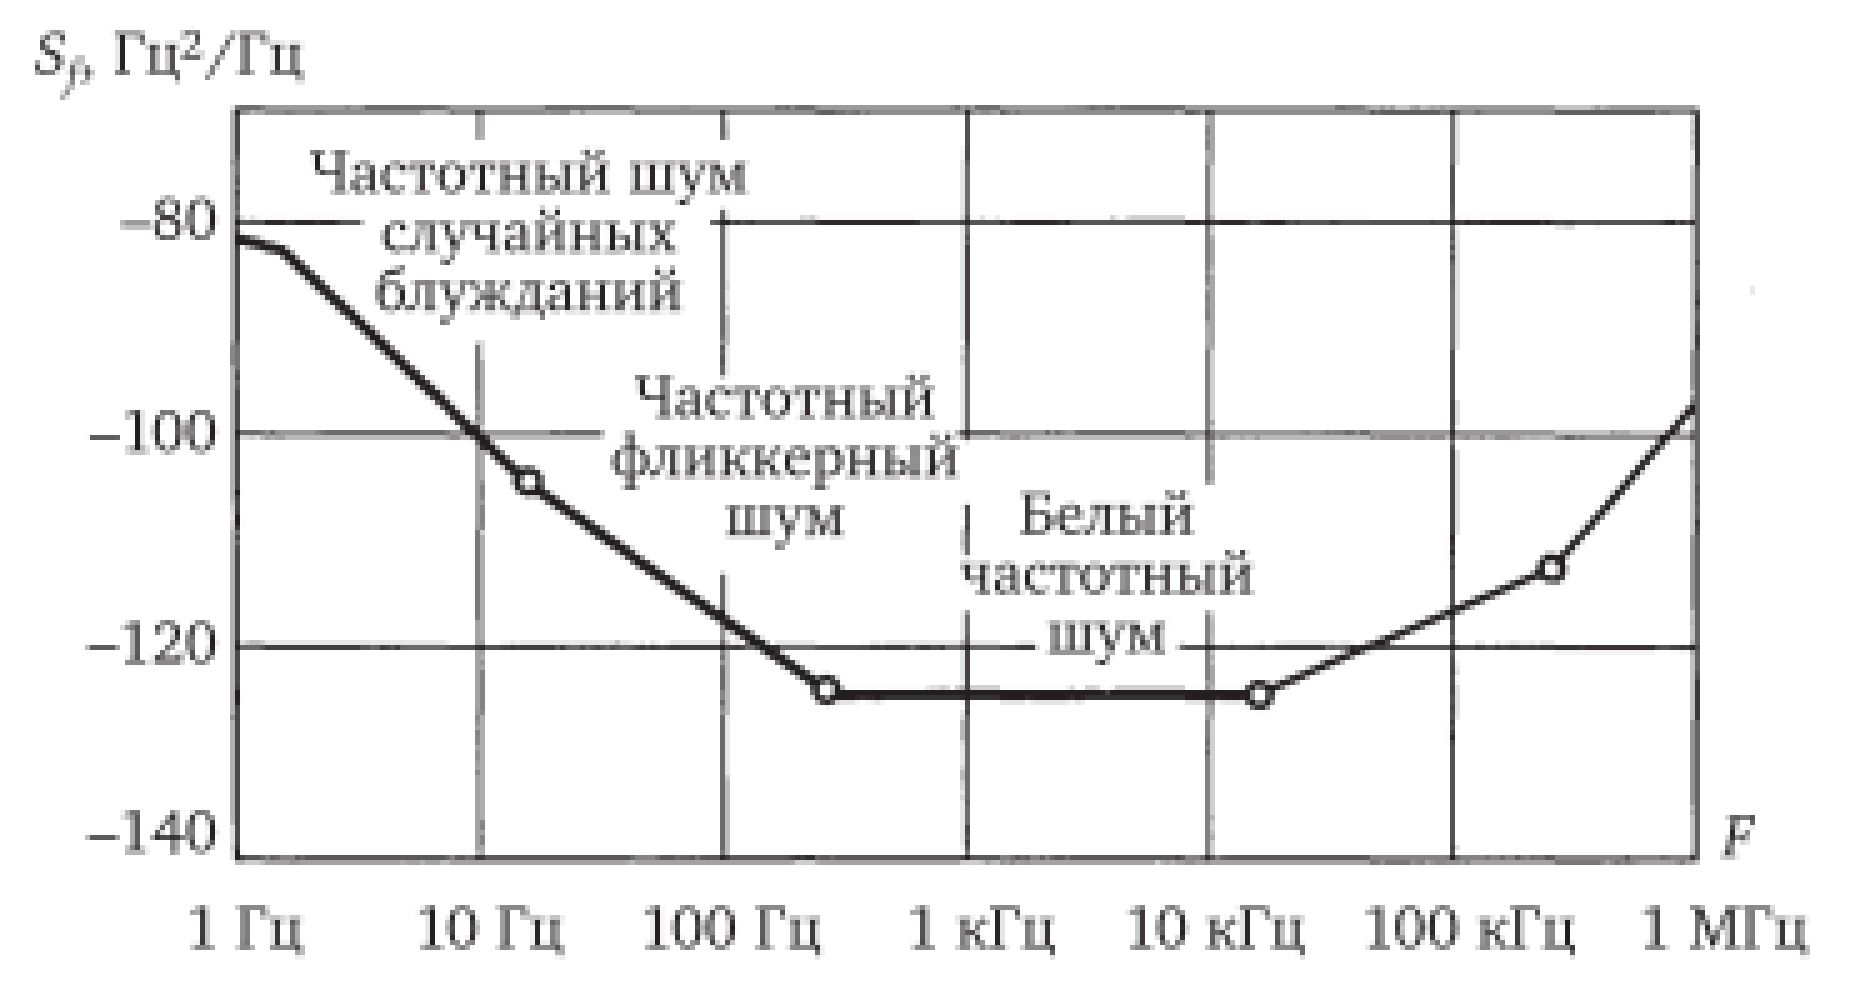 S_f, Гц²/Гц
Частотный шум
случайных
блужданий
Частотный
фликкерный
шум
Белый
частотный
шум
–80
–100
–120
–140
F
1 Гц 10 Гц 100 Гц 1 кГц 10 кГц 100 кГц 1 МГц